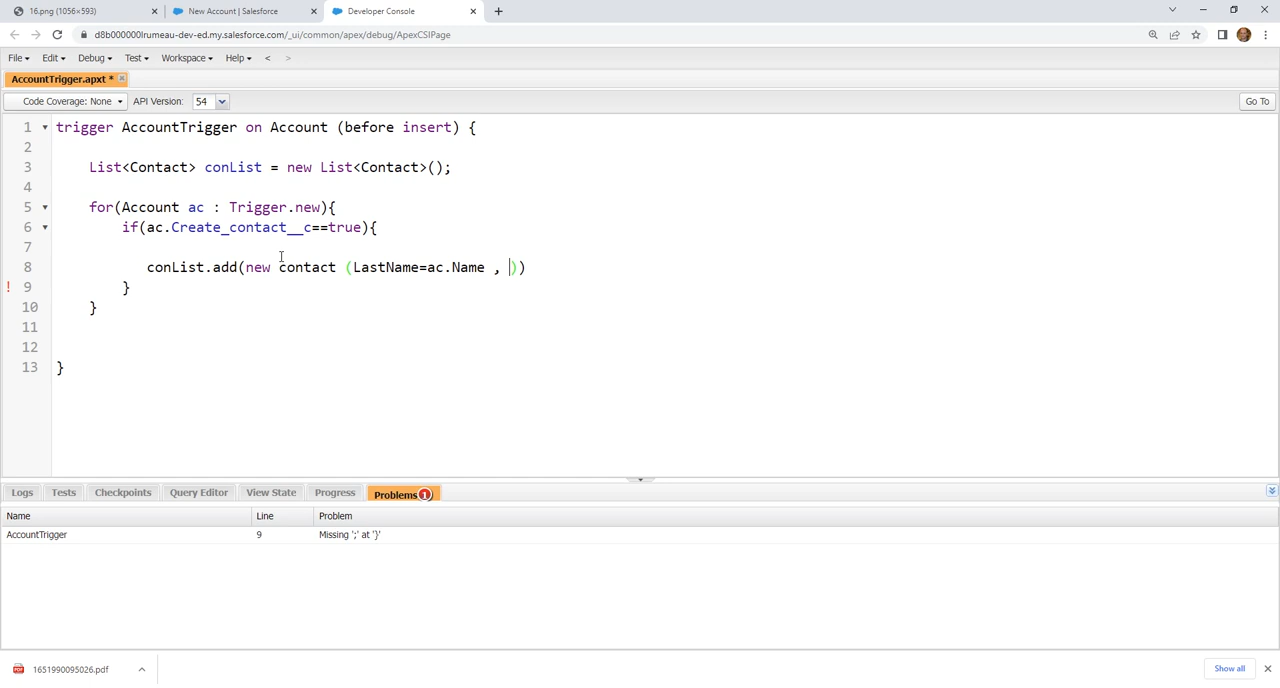 16.png (1056×593)
New Account | Salesforce
Developer Console
d8b000000lrumeau-dev-ed.my.salesforce.com/_ui/common/apex/debug/ApexCSIPage
File Edit Debug Test Workspace Help < >
AccountTrigger.apxt *
Code Coverage: None API Version: 54 Go To
1 trigger AccountTrigger on Account (before insert) {
2
3 List<Contact> conList = new List<Contact>();
4
5 for(Account ac : Trigger.new){
6 if(ac.Create_contact__c==true){
7
8 conList.add(new contact (LastName=ac.Name , ))
! 9 }
10 }
11
12
13 }
Logs Tests Checkpoints Query Editor View State Progress Problems 1
Name Line Problem
AccountTrigger 9 Missing ';' at '}'
1651990095026.pdf
Show all